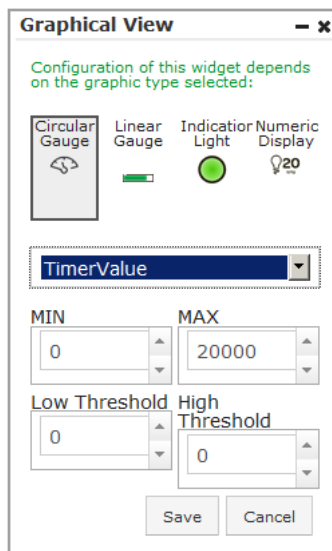 Graphical View
Configuration of this widget depends
on the graphic type selected:
Circular Linear Indication Numeric
Gauge Gauge Light Display
20
TimerValue
MIN MAX
0 20000
Low Threshold High
Threshold
0 0
Save Cancel